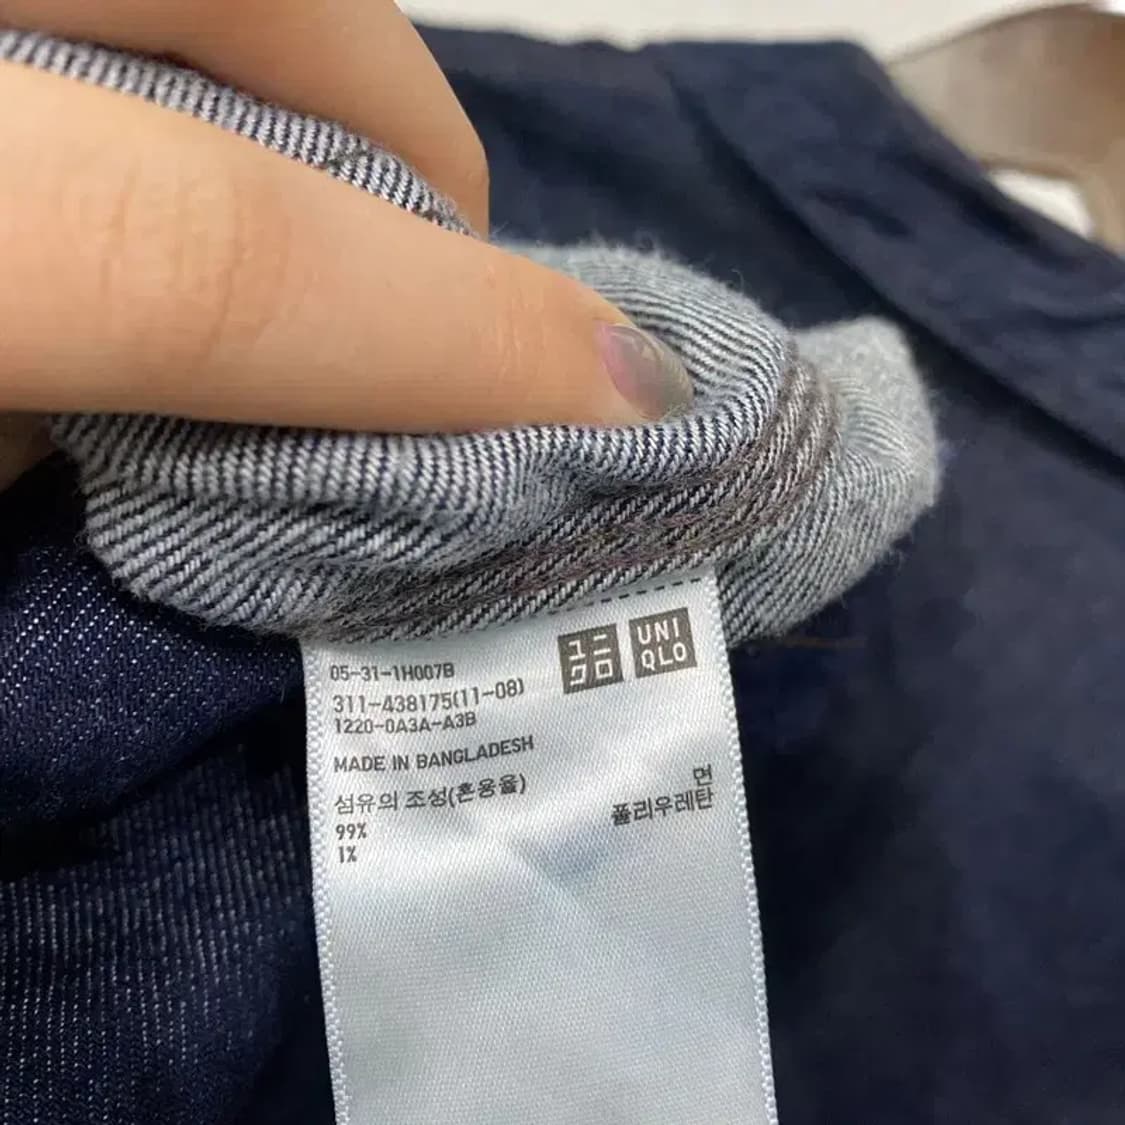 ユニ
クロ
UNI
QLO
05-31-1H007B
311-438175(11-08)
1220-0A3A-A3B
MADE IN BANGLADESH
섬유의 조성(혼용율)
99% 면
1% 폴리우레탄